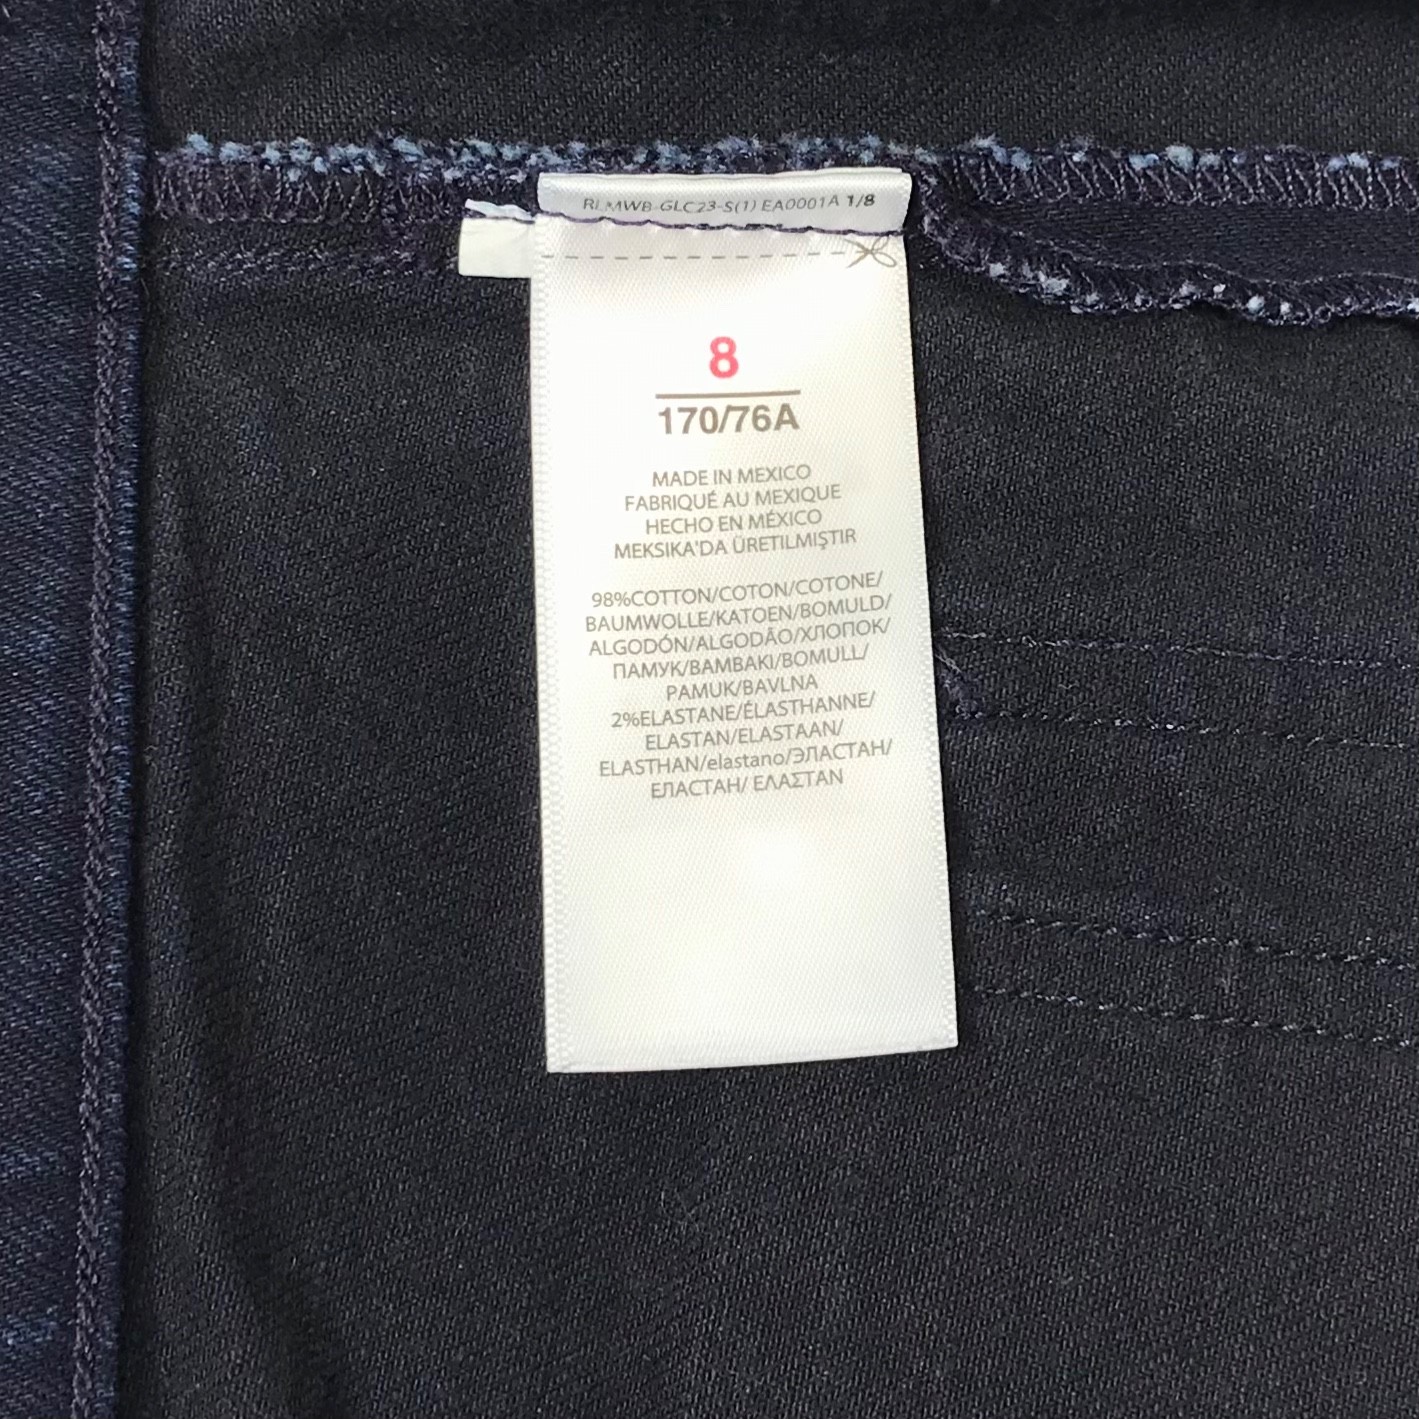 RLMWB-GLC23-S(1) EA0001A 1/8
8
170/76A
MADE IN MEXICO
FABRIQUÉ AU MEXIQUE
HECHO EN MÉXICO
MEKSIKA'DA ÜRETILMIŞTIR
98%COTTON/COTON/COTONE/
BAUMWOLLE/KATOEN/BOMULD/
ALGODÓN/ALGODÃO/ХЛОПОК/
ПАМУК/ΒΑΜΒΑΚΙ/BOMULL/
PAMUK/BAVLNA
2%ELASTANE/ÉLASTHANNE/
ELASTAN/ELASTAAN/
ELASTHAN/elastano/ЭЛАСТАН/
ЕЛАСТАН/ ΕΛΑΣΤΑΝ